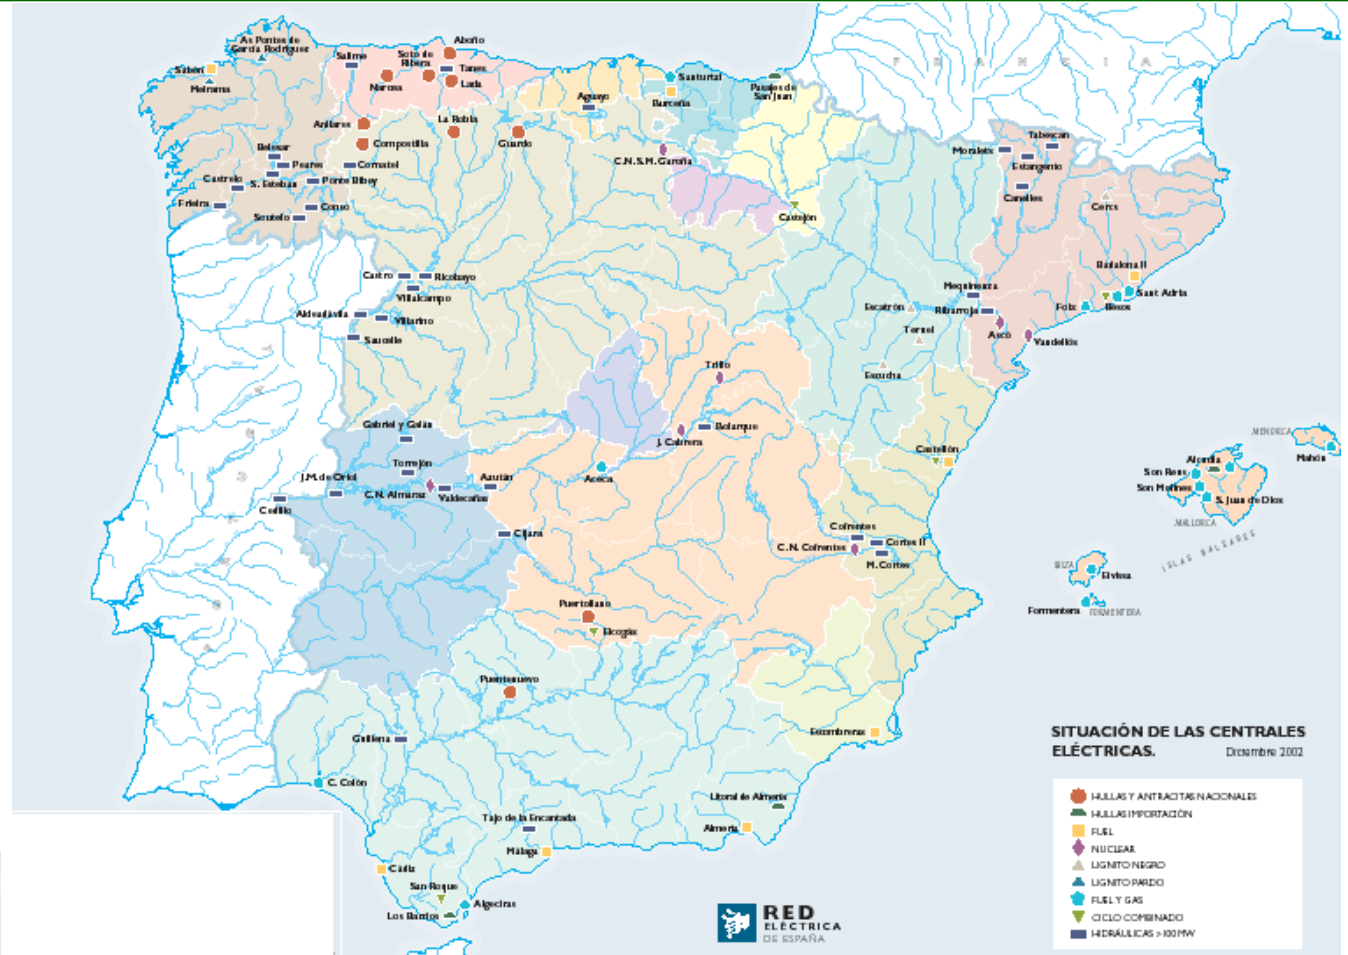 As Pontes de
García Rodríguez
Sabón
Meirama
Salime
Soto de
Ribera
Aboño
Tanes
Lada
Narcea
Anllares
La Robla
Compostilla
Guardo
Aguayo
Santurtzi
Burceña
Pasajes de
San Juan
F R A N C I A
Belesar
Peares
Cornatel
Castrelo
S. Esteban
Ponte Bibey
Frieira
Conso
Soutelo
C.N.S.M. Garoña
Castejón
Moralets
Tabescan
Estangento
Canelles
Cercs
Castro
Ricobayo
Villalcampo
Aldeadávila
Villarino
Saucelle
Mequinenza
Escatrón
Ribarroja
Teruel
Escucha
Ascó
Vandellós
Badalona II
Sant Adrià
Foix
Besós
Trillo
J. Cabrera
Bolarque
Gabriel y Galán
Torrejón
J.M. de Oriol
C.N. Almaraz
Valdecañas
Azután
Aceca
Cedillo
Cijara
Castellón
Cofrentes
Cortes II
C.N. Cofrentes
M. Cortes
MENORCA
Mahón
Alcudia
Son Reus
Son Molines
S. Juan de Dios
MALLORCA
ISLAS BALEARES
IBIZA
Eivissa
Formentera
FORMENTERA
Puertollano
Elcogás
Puentenuevo
Guillena
C. Colón
Escombreras
Litoral de Almería
Almería
Tajo de la Encantada
Málaga
Cádiz
San Roque
Los Barrios
Algeciras
SITUACIÓN DE LAS CENTRALES
ELÉCTRICAS. Diciembre 2002
HULLAS Y ANTRACITAS NACIONALES
HULLAS IMPORTACIÓN
FUEL
NUCLEAR
LIGNITO NEGRO
LIGNITO PARDO
FUEL Y GAS
CICLO COMBINADO
HIDRÁULICAS >100 MW
RED
ELÉCTRICA
DE ESPAÑA